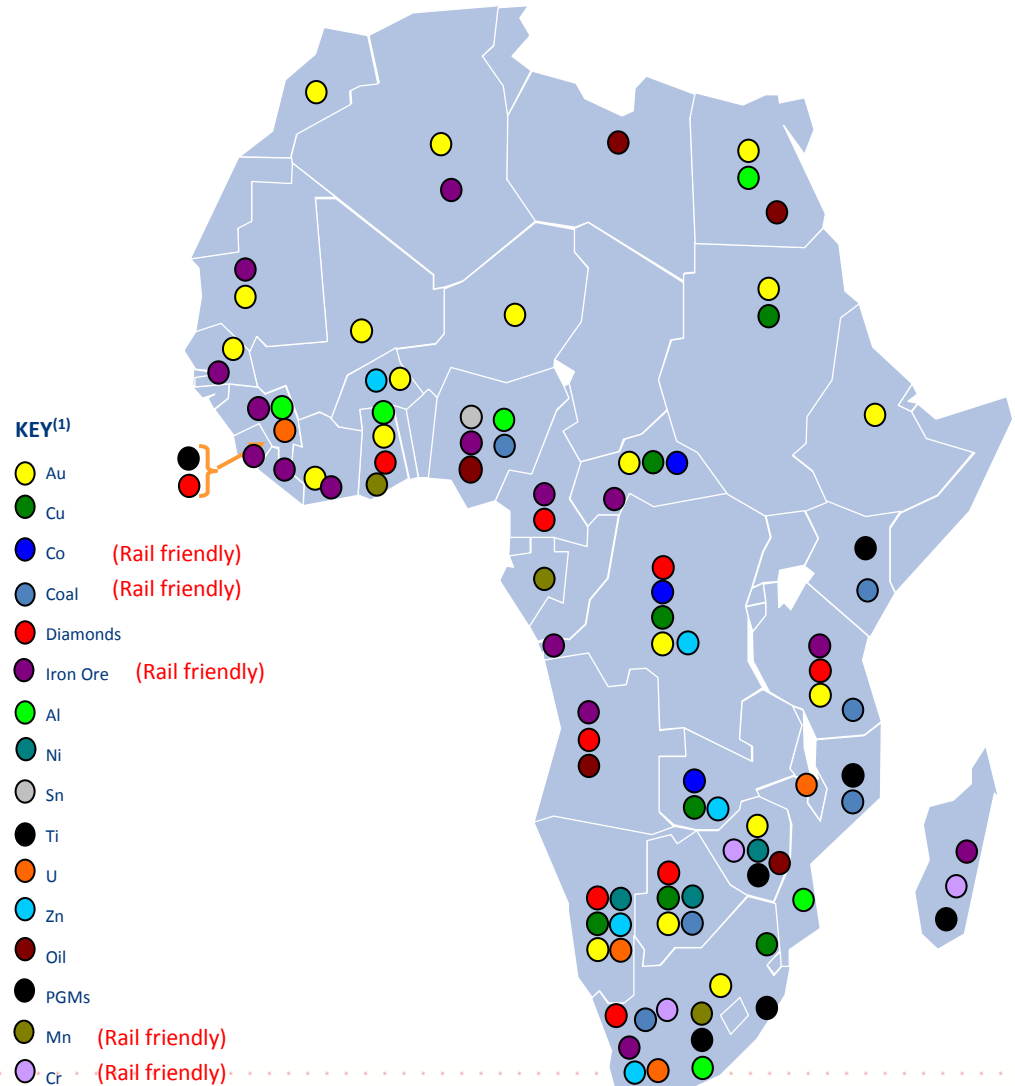 KEY(1)
Au
Cu
Co (Rail friendly)
Coal (Rail friendly)
Diamonds
Iron Ore (Rail friendly)
Al
Ni
Sn
Ti
U
Zn
Oil
PGMs
Mn (Rail friendly)
Cr (Rail friendly)